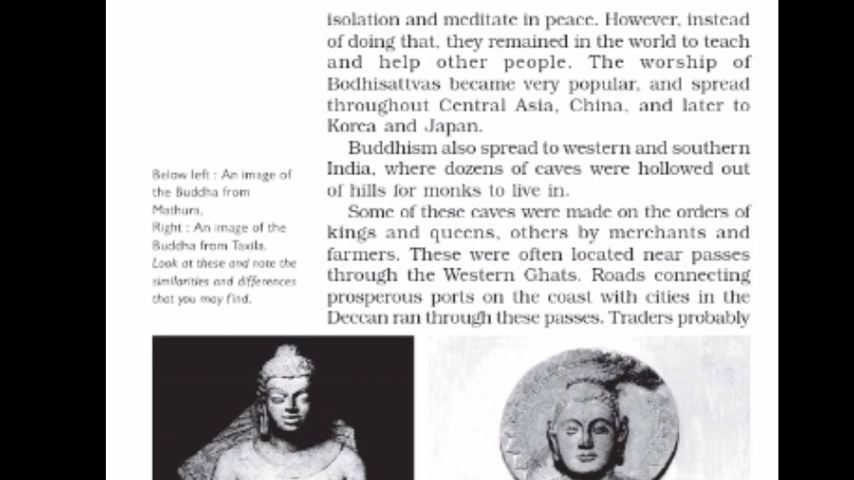 isolation and meditate in peace. However, instead
of doing that, they remained in the world to teach
and help other people. The worship of
Bodhisattvas became very popular, and spread
throughout Central Asia, China, and later to
Korea and Japan.
Buddhism also spread to western and southern
India, where dozens of caves were hollowed out
of hills for monks to live in.
Some of these caves were made on the orders of
kings and queens, others by merchants and
farmers. These were often located near passes
through the Western Ghats. Roads connecting
prosperous ports on the coast with cities in the
Deccan ran through these passes. Traders probably
Below left : An image of
the Buddha from
Mathura.
Right : An image of the
Buddha from Taxila.
Look at these and note the
similarities and differences
that you may find.